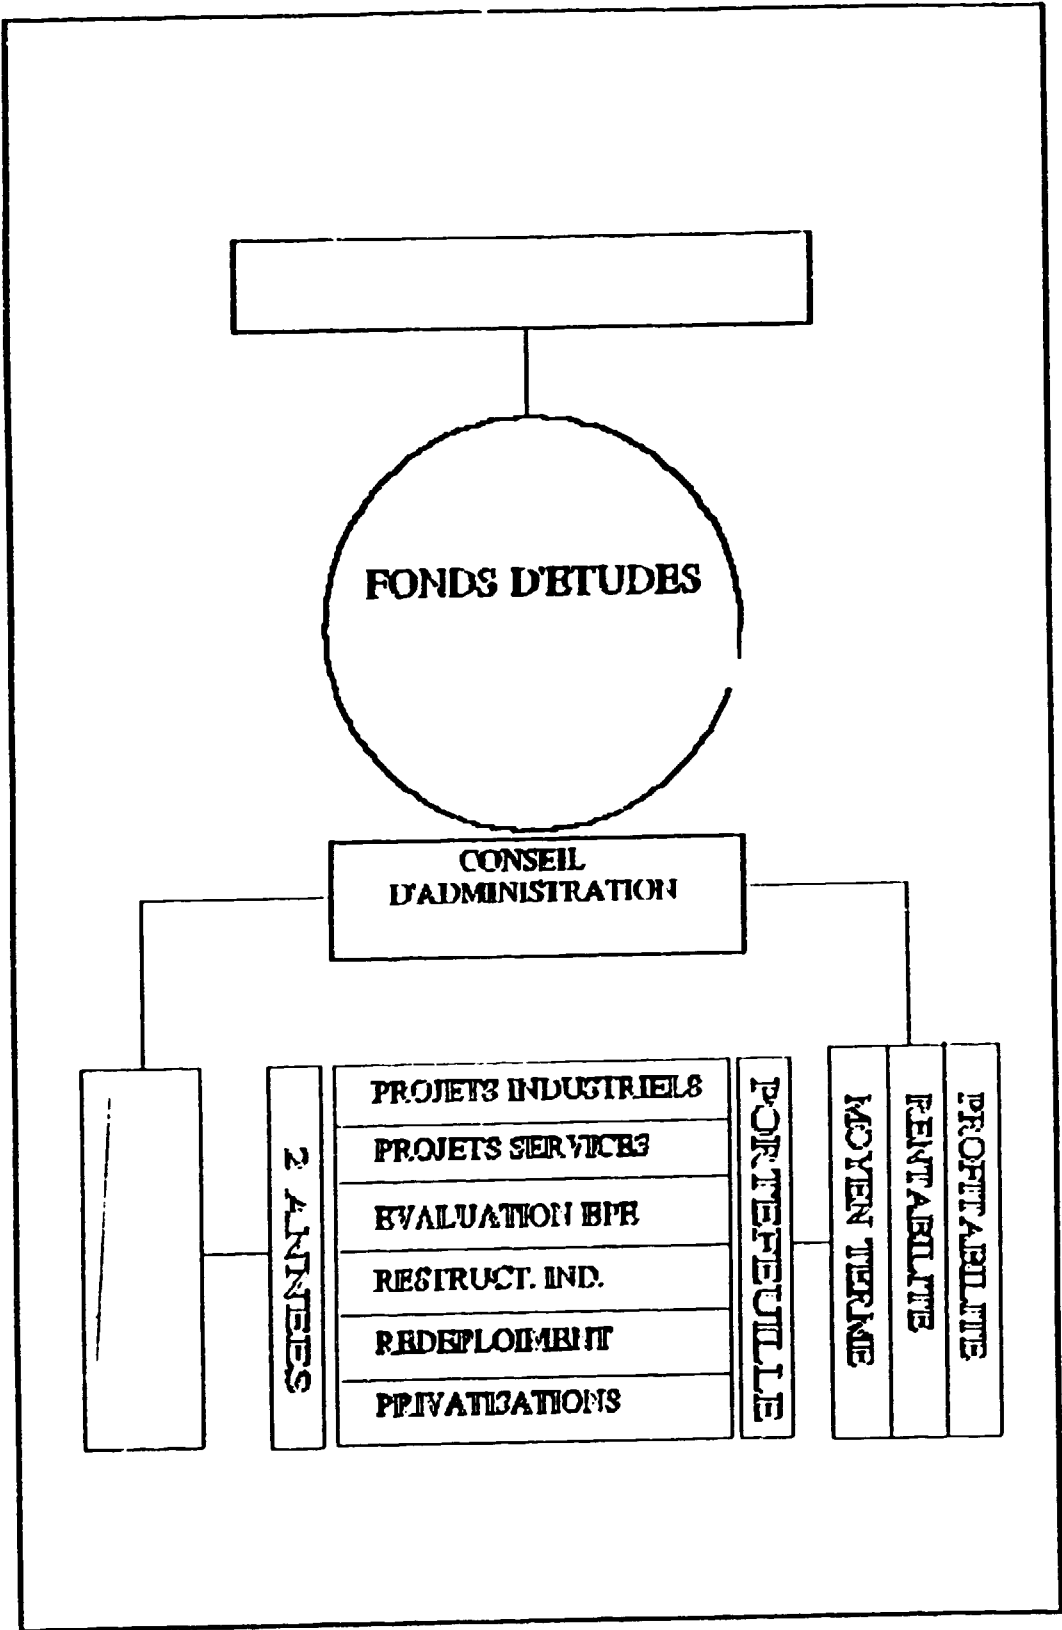 FONDS D'ETUDES
CONSEIL
D'ADMINISTRATION
2 ANNEES
PROJETS INDUSTRIELS
PROJETS SERVICES
EVALUATION EPE
RESTRUCT. IND.
REDEPLOIMENT
PRIVATISATIONS
PORTEFEUILLE
MOYEN TERME
RENTABILITE
PROFITABILITE